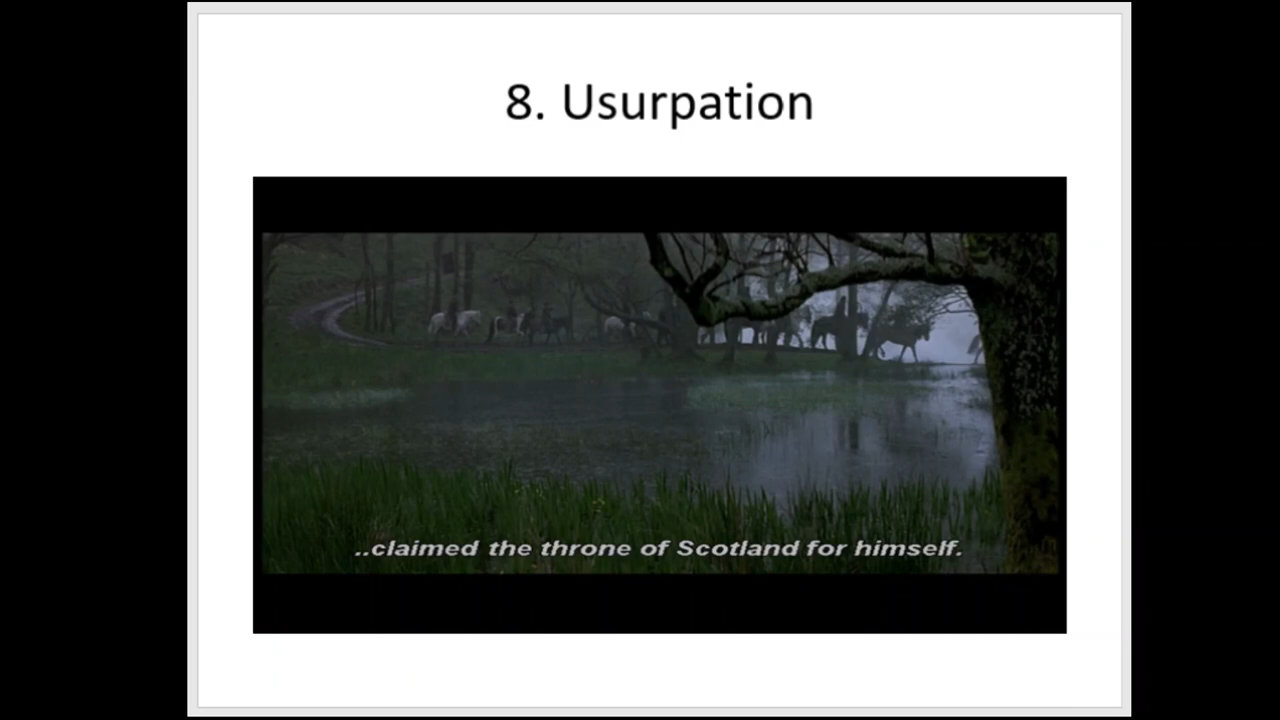 8. Usurpation
..claimed the throne of Scotland for himself.